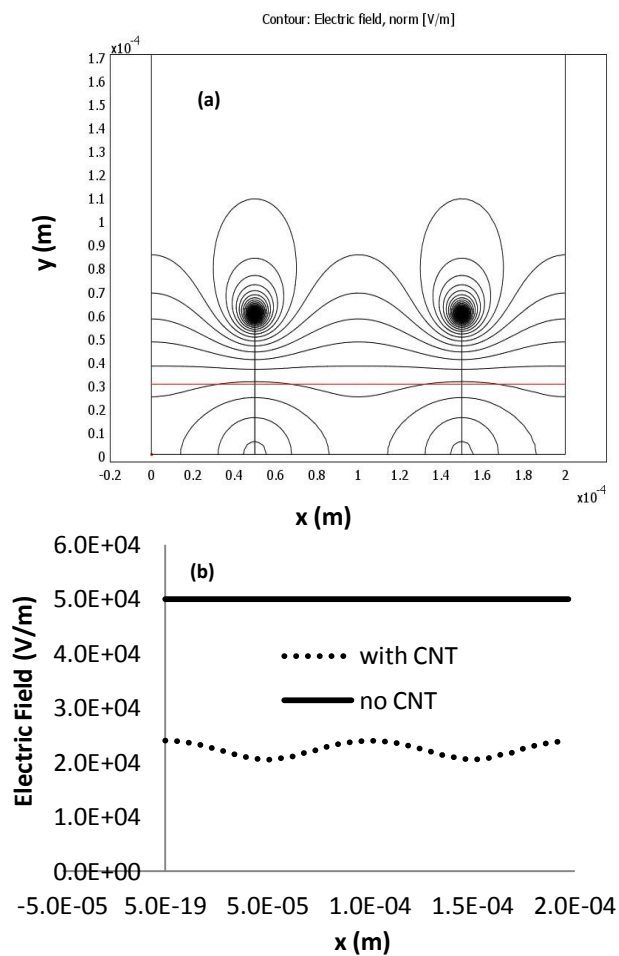 Contour: Electric field, norm [V/m]
x10⁻⁴
1.7
1.6
1.5
1.4
1.3
1.2
1.1
1
0.9
0.8
0.7
0.6
0.5
0.4
0.3
0.2
0.1
0
(a)
y (m)
-0.2 0 0.2 0.4 0.6 0.8 1 1.2 1.4 1.6 1.8 2
x10⁻⁴
x (m)
6.0E+04
5.0E+04
4.0E+04
3.0E+04
2.0E+04
1.0E+04
0.0E+00
(b)
Electric Field (V/m)
with CNT
no CNT
-5.0E-05 5.0E-19 5.0E-05 1.0E-04 1.5E-04 2.0E-04
x (m)